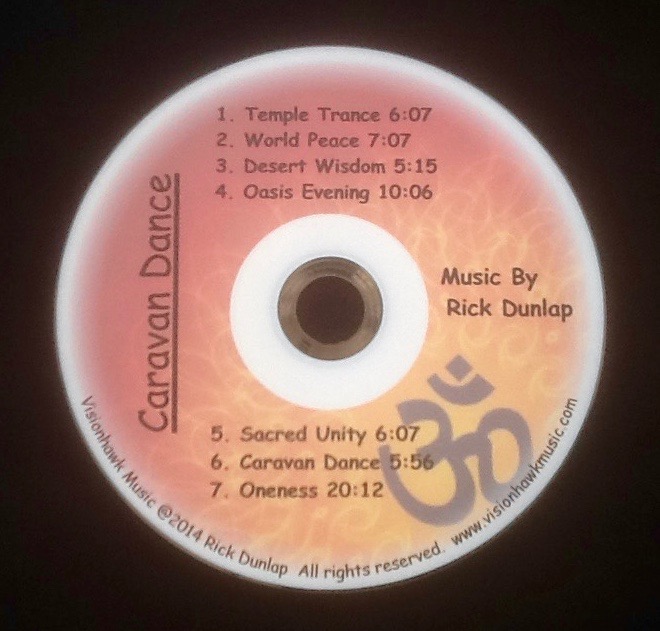 1. Temple Trance 6:07
2. World Peace 7:07
3. Desert Wisdom 5:15
4. Oasis Evening 10:06
Caravan Dance
Music By
Rick Dunlap
5. Sacred Unity 6:07
6. Caravan Dance 5:56
7. Oneness 20:12
ॐ
Visionhawk Music @2014 Rick Dunlap All rights reserved. www.visionhawkmusic.com